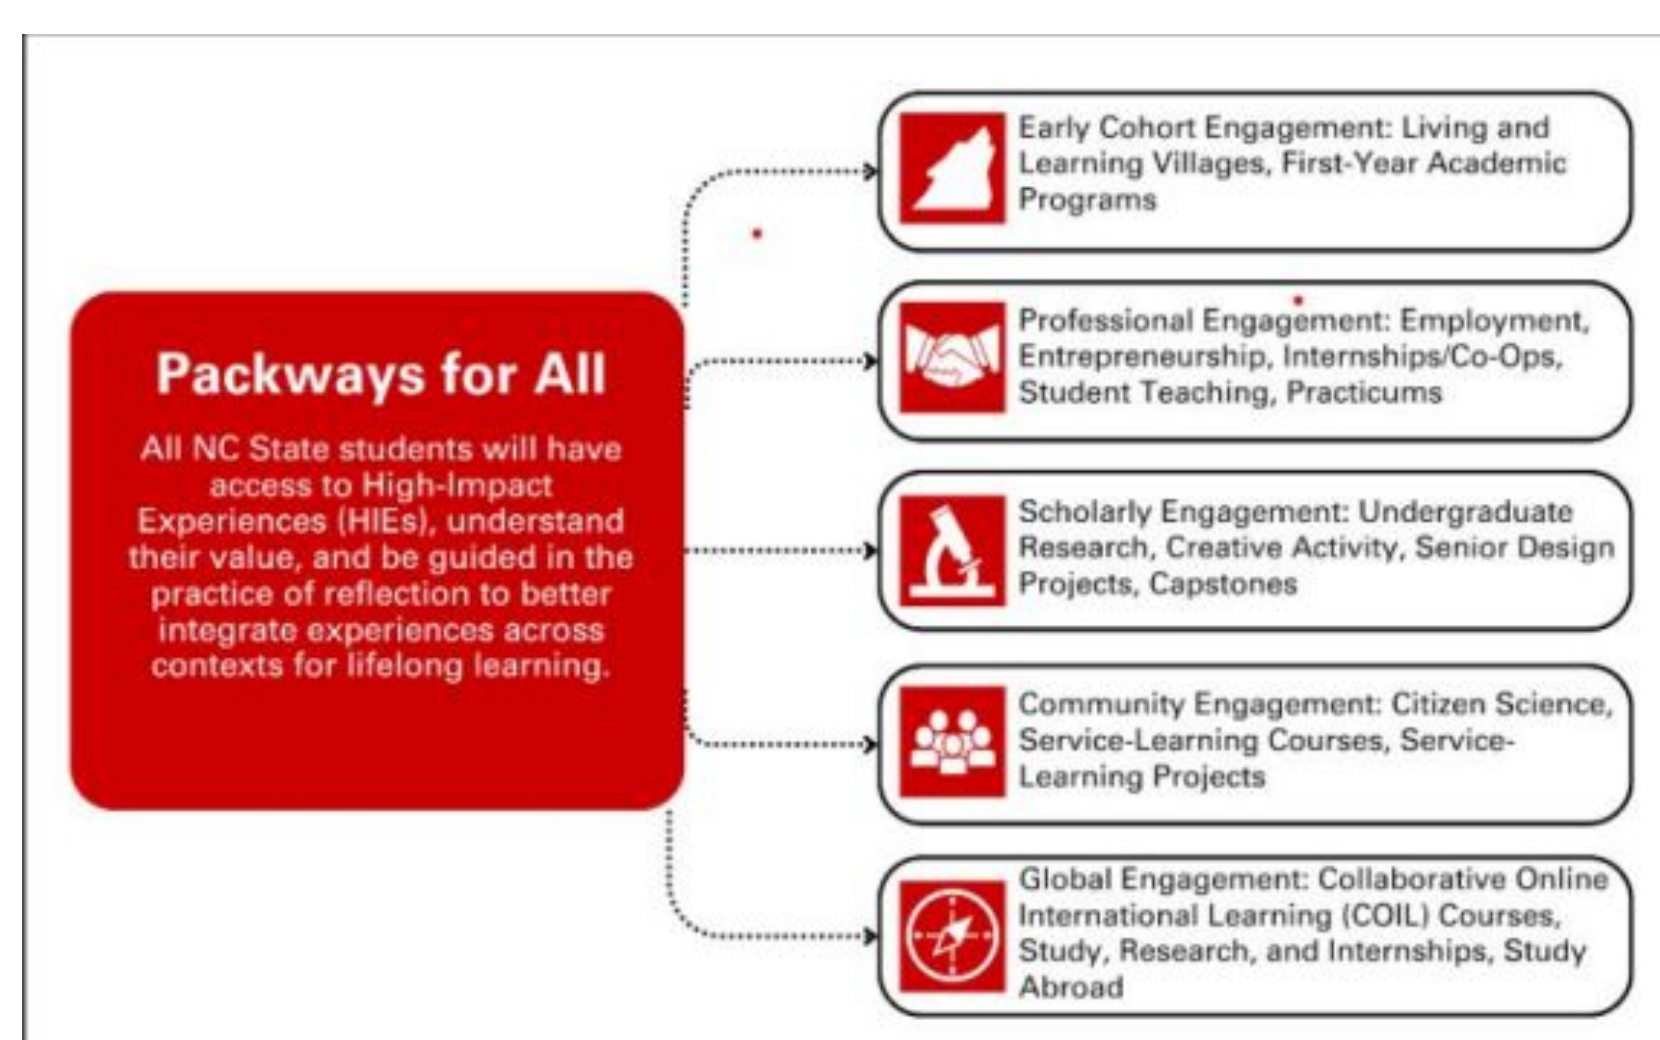 Packways for All
All NC State students will have
access to High-Impact
Experiences (HIEs), understand
their value, and be guided in the
practice of reflection to better
integrate experiences across
contexts for lifelong learning.
Early Cohort Engagement: Living and
Learning Villages, First-Year Academic
Programs
Professional Engagement: Employment,
Entrepreneurship, Internships/Co-Ops,
Student Teaching, Practicums
Scholarly Engagement: Undergraduate
Research, Creative Activity, Senior Design
Projects, Capstones
Community Engagement: Citizen Science,
Service-Learning Courses, Service-
Learning Projects
Global Engagement: Collaborative Online
International Learning (COIL) Courses,
Study, Research, and Internships, Study
Abroad